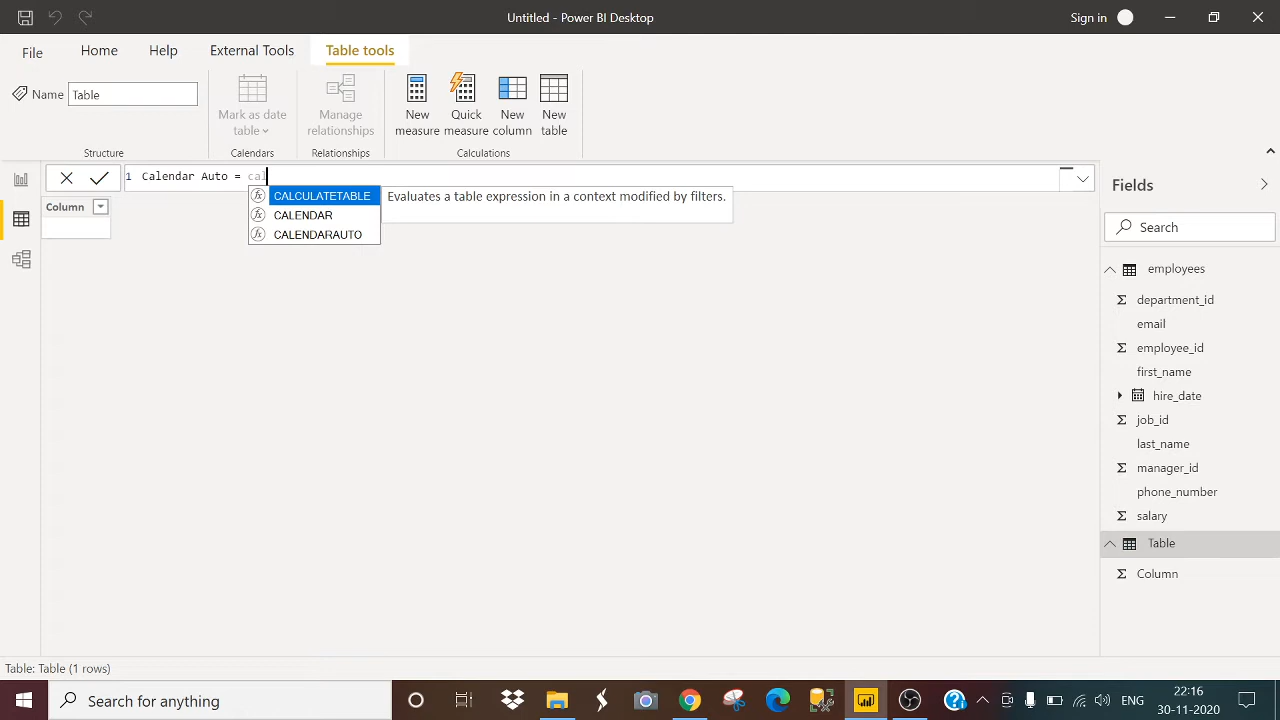 Untitled - Power BI Desktop
Sign in
File
Home
Help
External Tools
Table tools
Name
Table
Mark as date
table
Manage
relationships
New
measure
Quick
measure
New
column
New
table
Structure
Calendars
Relationships
Calculations
1 Calendar Auto = cal
CALCULATETABLE
Evaluates a table expression in a context modified by filters.
CALENDAR
CALENDARAUTO
Column
Fields
Search
employees
department_id
email
employee_id
first_name
hire_date
job_id
last_name
manager_id
phone_number
salary
Table
Column
Table: Table (1 rows)
Search for anything
ENG
22:16
30-11-2020